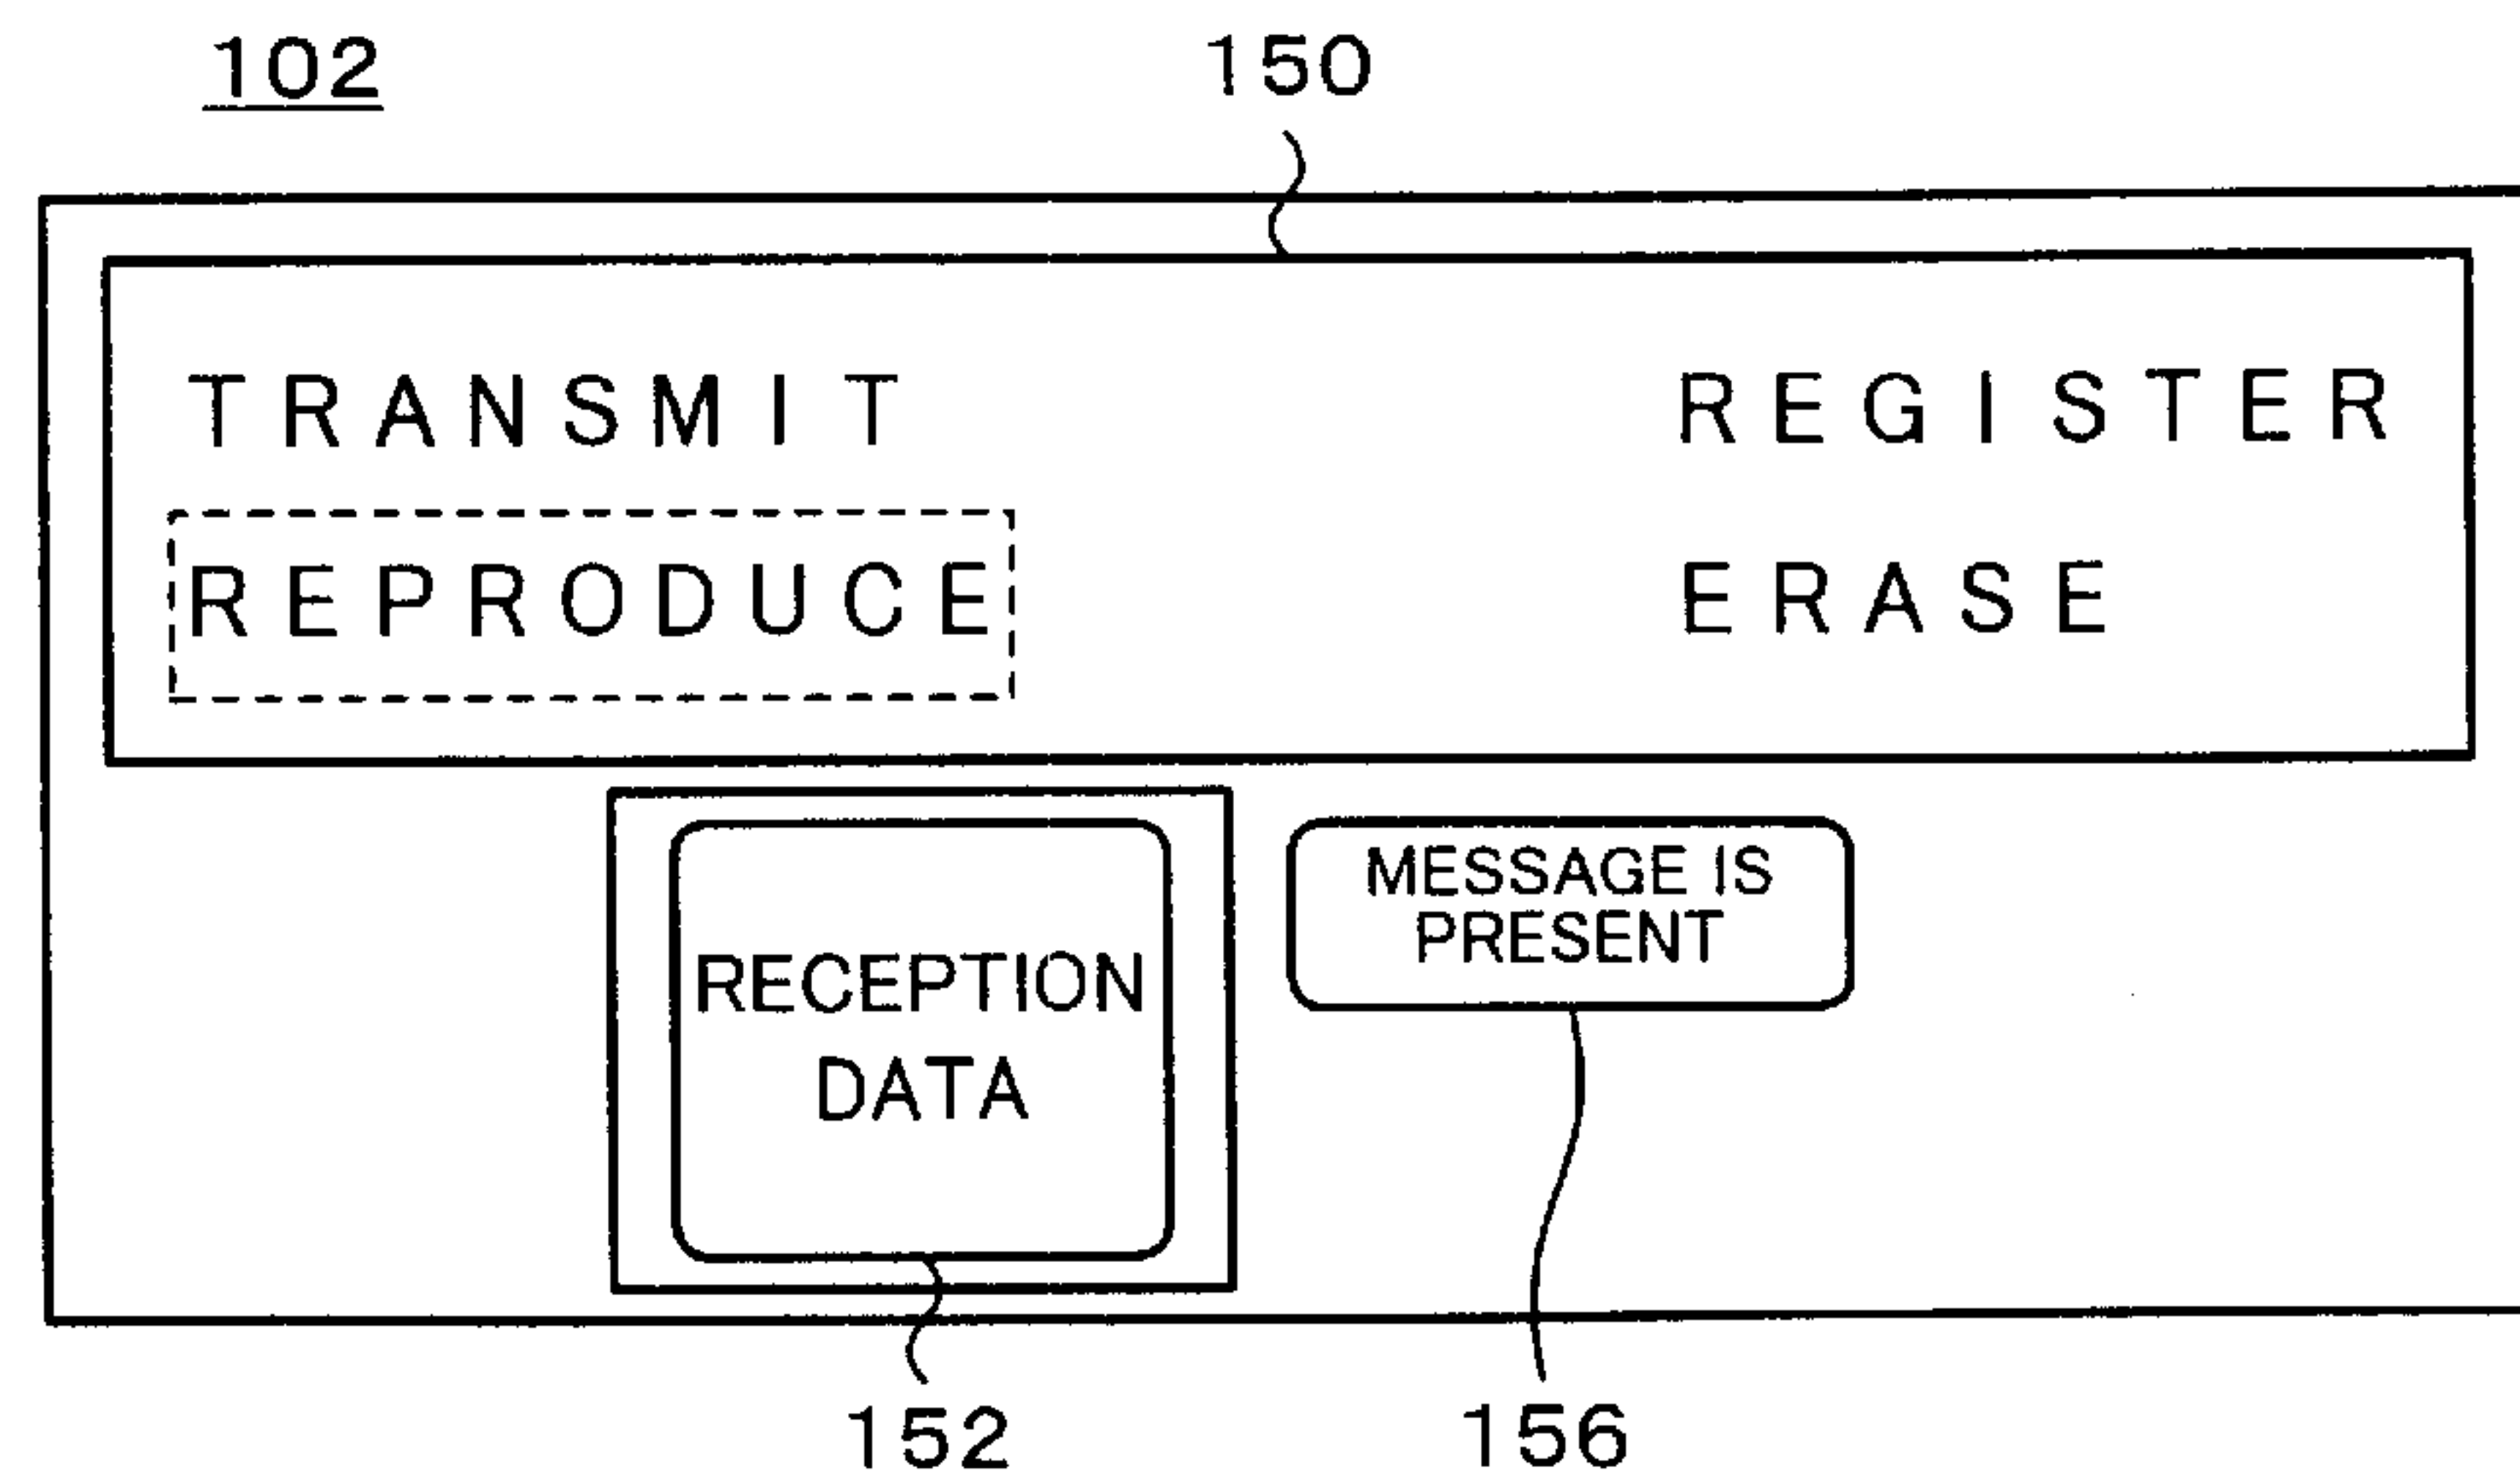 102
150
TRANSMIT REGISTER
REPRODUCE ERASE
RECEPTION
DATA
MESSAGE IS
PRESENT
152
156